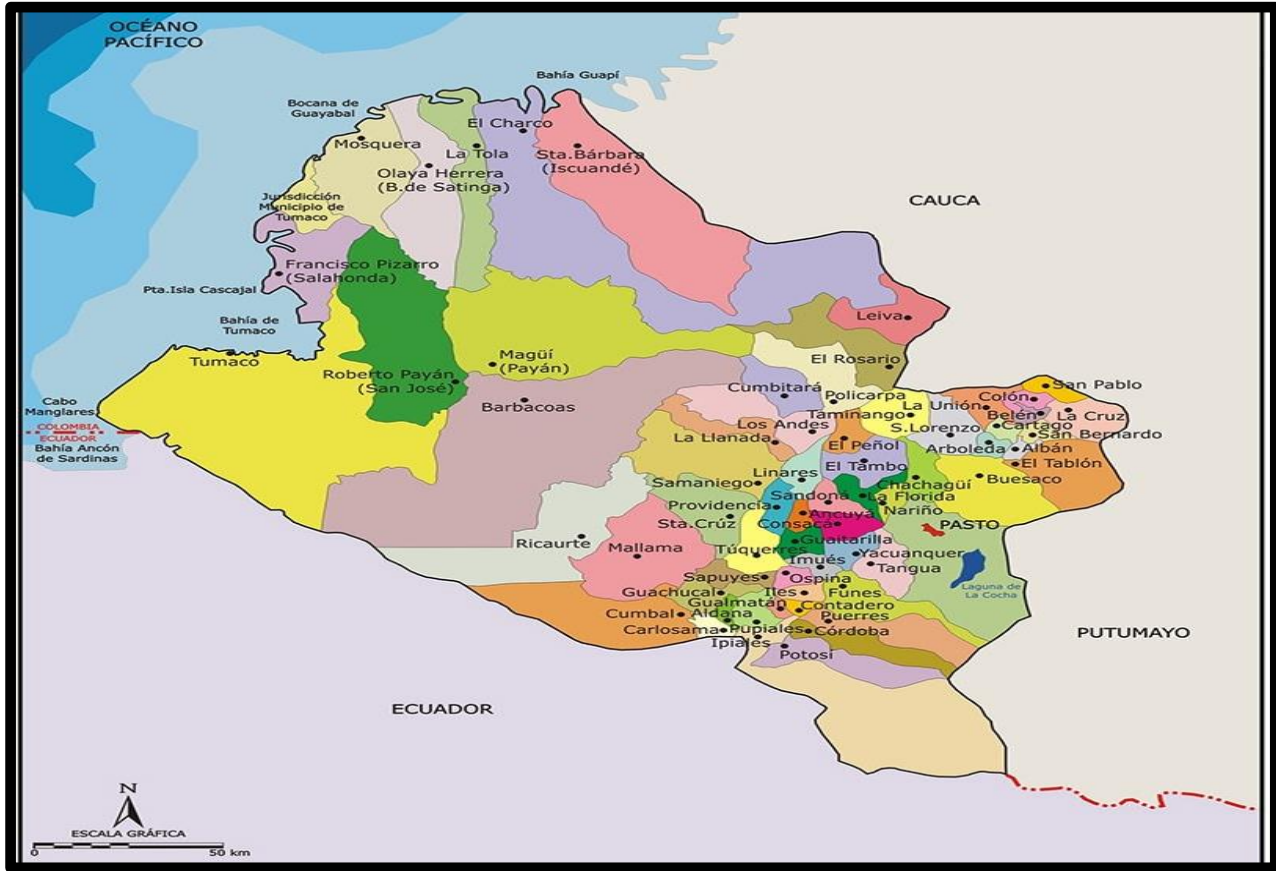 OCÉANO
PACÍFICO
Bahía Guapí
Bocana de
Guayabal
El Charco
Mosquera
La Tola
Sta.Bárbara
(Iscuandé)
Olaya Herrera
(B.de Satinga)
Jurisdicción
Municipio de
Tumaco
CAUCA
Francisco Pizarro
(Salahonda)
Pta.Isla Cascajal
Bahía de
Tumaco
Leiva
Tumaco
Magüí
(Payán)
El Rosario
Roberto Payán
(San José)
Cumbitará
Policarpa
San Pablo
Colón
Barbacoas
Taminango
La Unión
Belén
La Cruz
Cabo
Manglares
COLOMBIA
ECUADOR
Bahía Ancón
de Sardinas
Los Andes
S.Lorenzo
Cartago
San Bernardo
La Llanada
El Peñol
Arboleda
Albán
El Tambo
El Tablón
Linares
Chachagüí
Buesaco
Samaniego
Sandoná
La Florida
Providencia
Ancuyá
Nariño
Sta.Crúz
Consacá
PASTO
Ricaurte
Mallama
Guaitarilla
Túquerres
Imués
Yacuanquer
Tangua
Sapuyes
Ospina
Laguna de
La Cocha
Guachucal
Iles
Funes
Gualmatán
Contadero
Cumbal
Aldana
Puerres
Carlosama
Pupiales
Córdoba
Ipiales
Potosí
PUTUMAYO
ECUADOR
N
ESCALA GRÁFICA
0
50 km